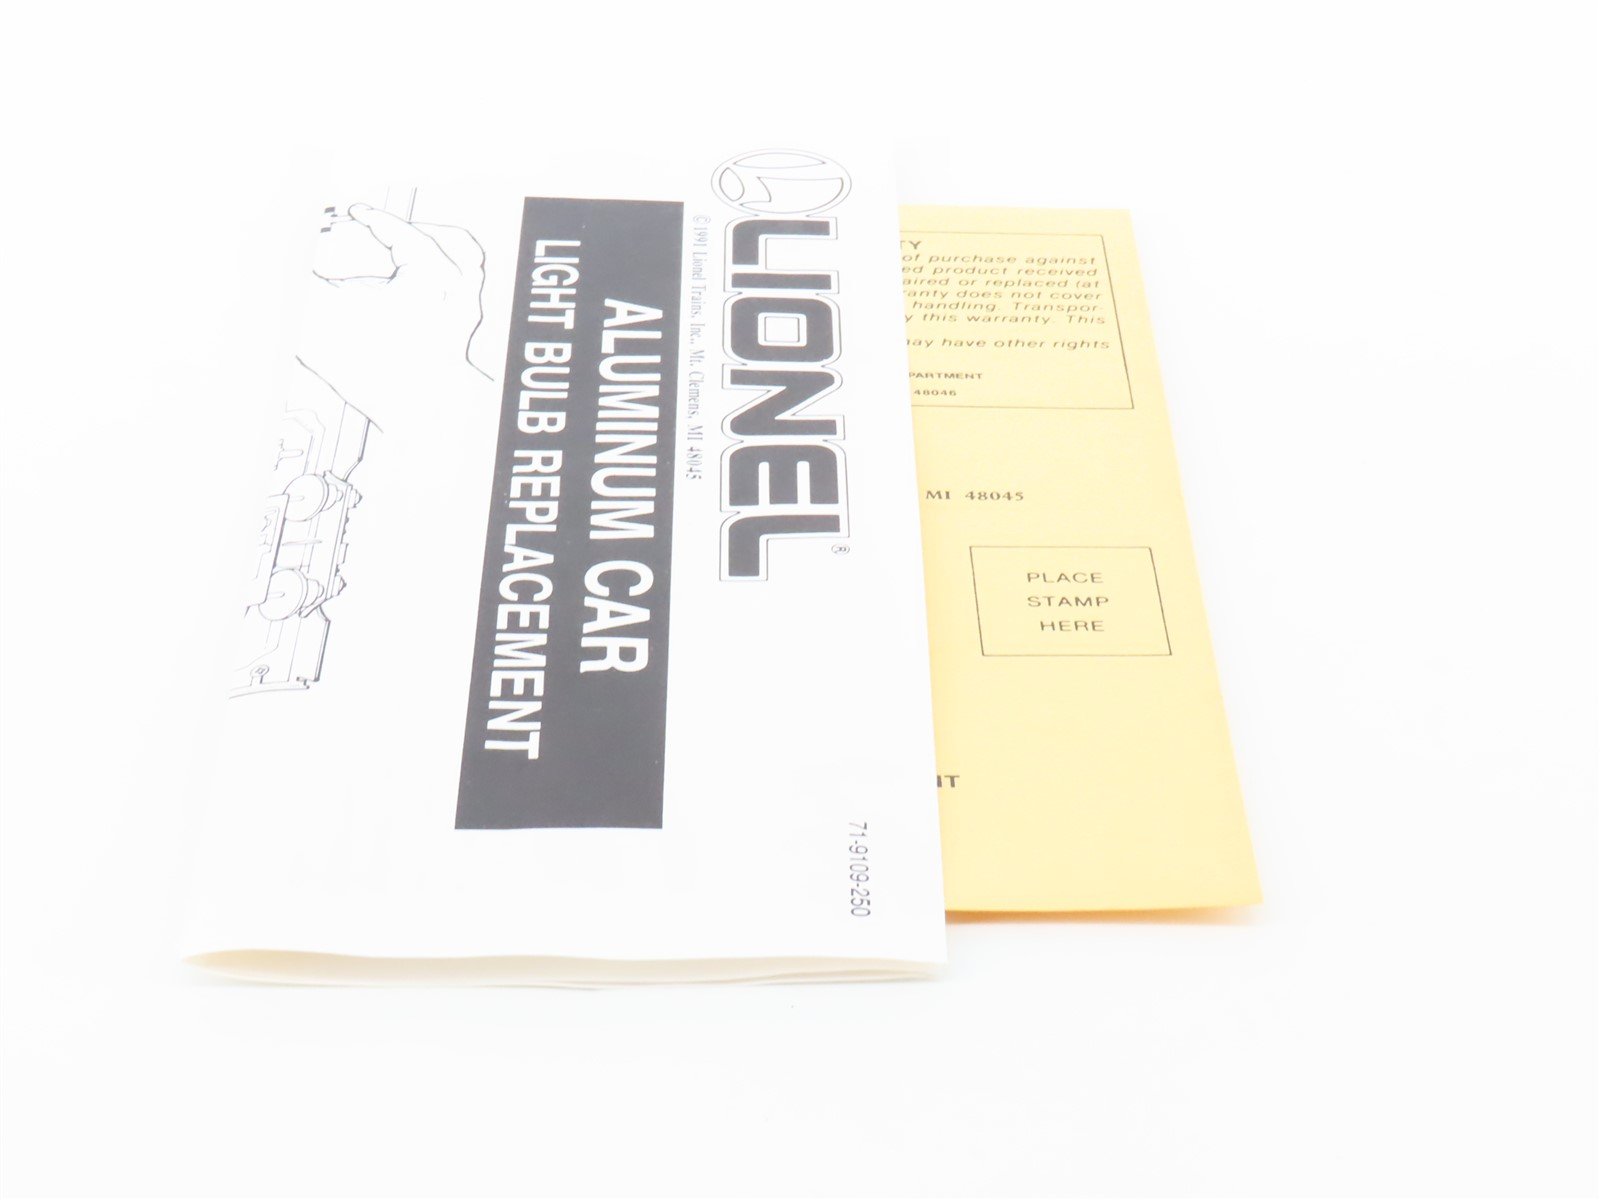 LIONEL®
©1991 Lionel Trains, Inc., Mt. Clemens, MI 48045
ALUMINUM CAR
LIGHT BULB REPLACEMENT
71-9109-250
TY
of purchase against
ed product received
aired or replaced (at
ranty does not cover
handling. Transpor-
y this warranty. This
may have other rights
PARTMENT
48046
MI 48045
PLACE
STAMP
HERE
NT